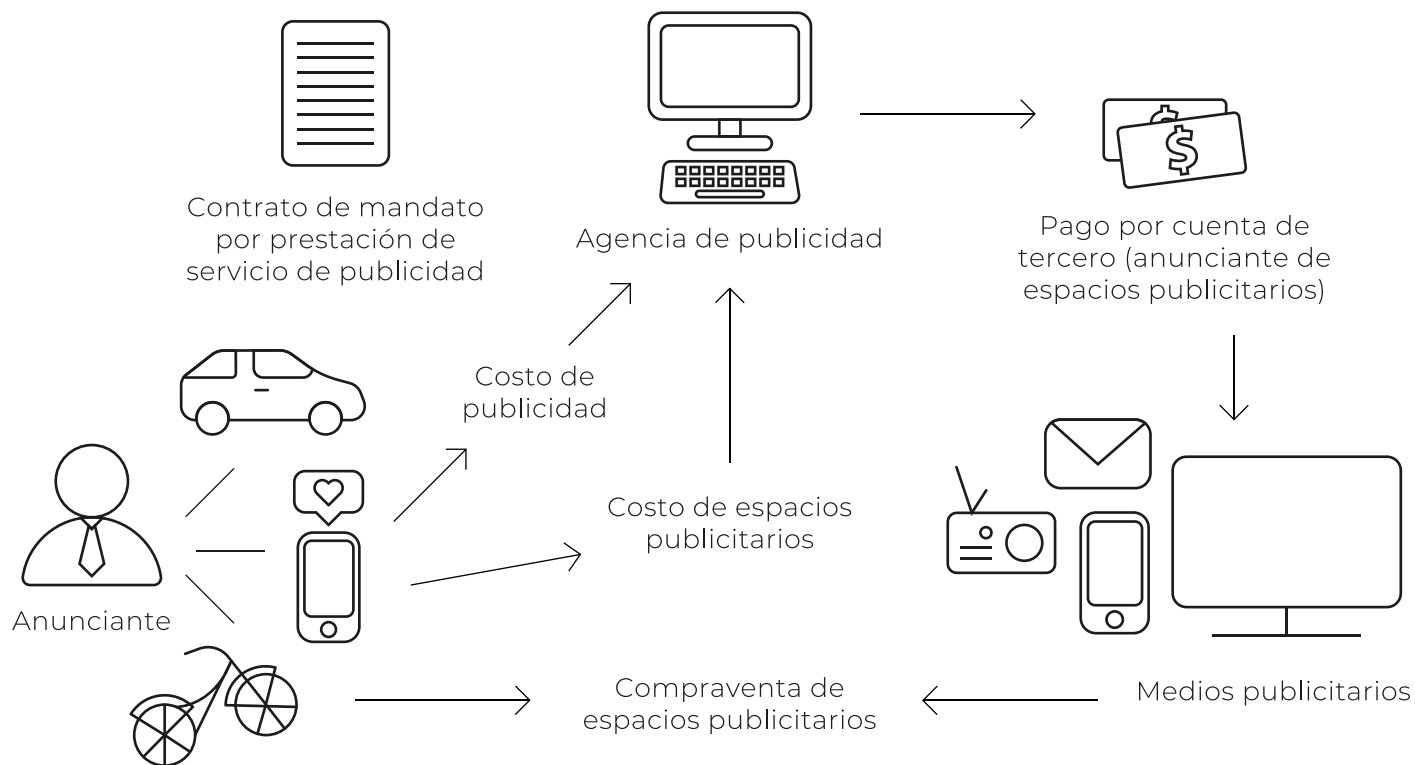 Contrato de mandato
por prestación de
servicio de publicidad
Agencia de publicidad
$
$
Pago por cuenta de
tercero (anunciante de
espacios publicitarios)
Costo de
publicidad
Costo de espacios
publicitarios
Anunciante
Compraventa de
espacios publicitarios
Medios publicitarios